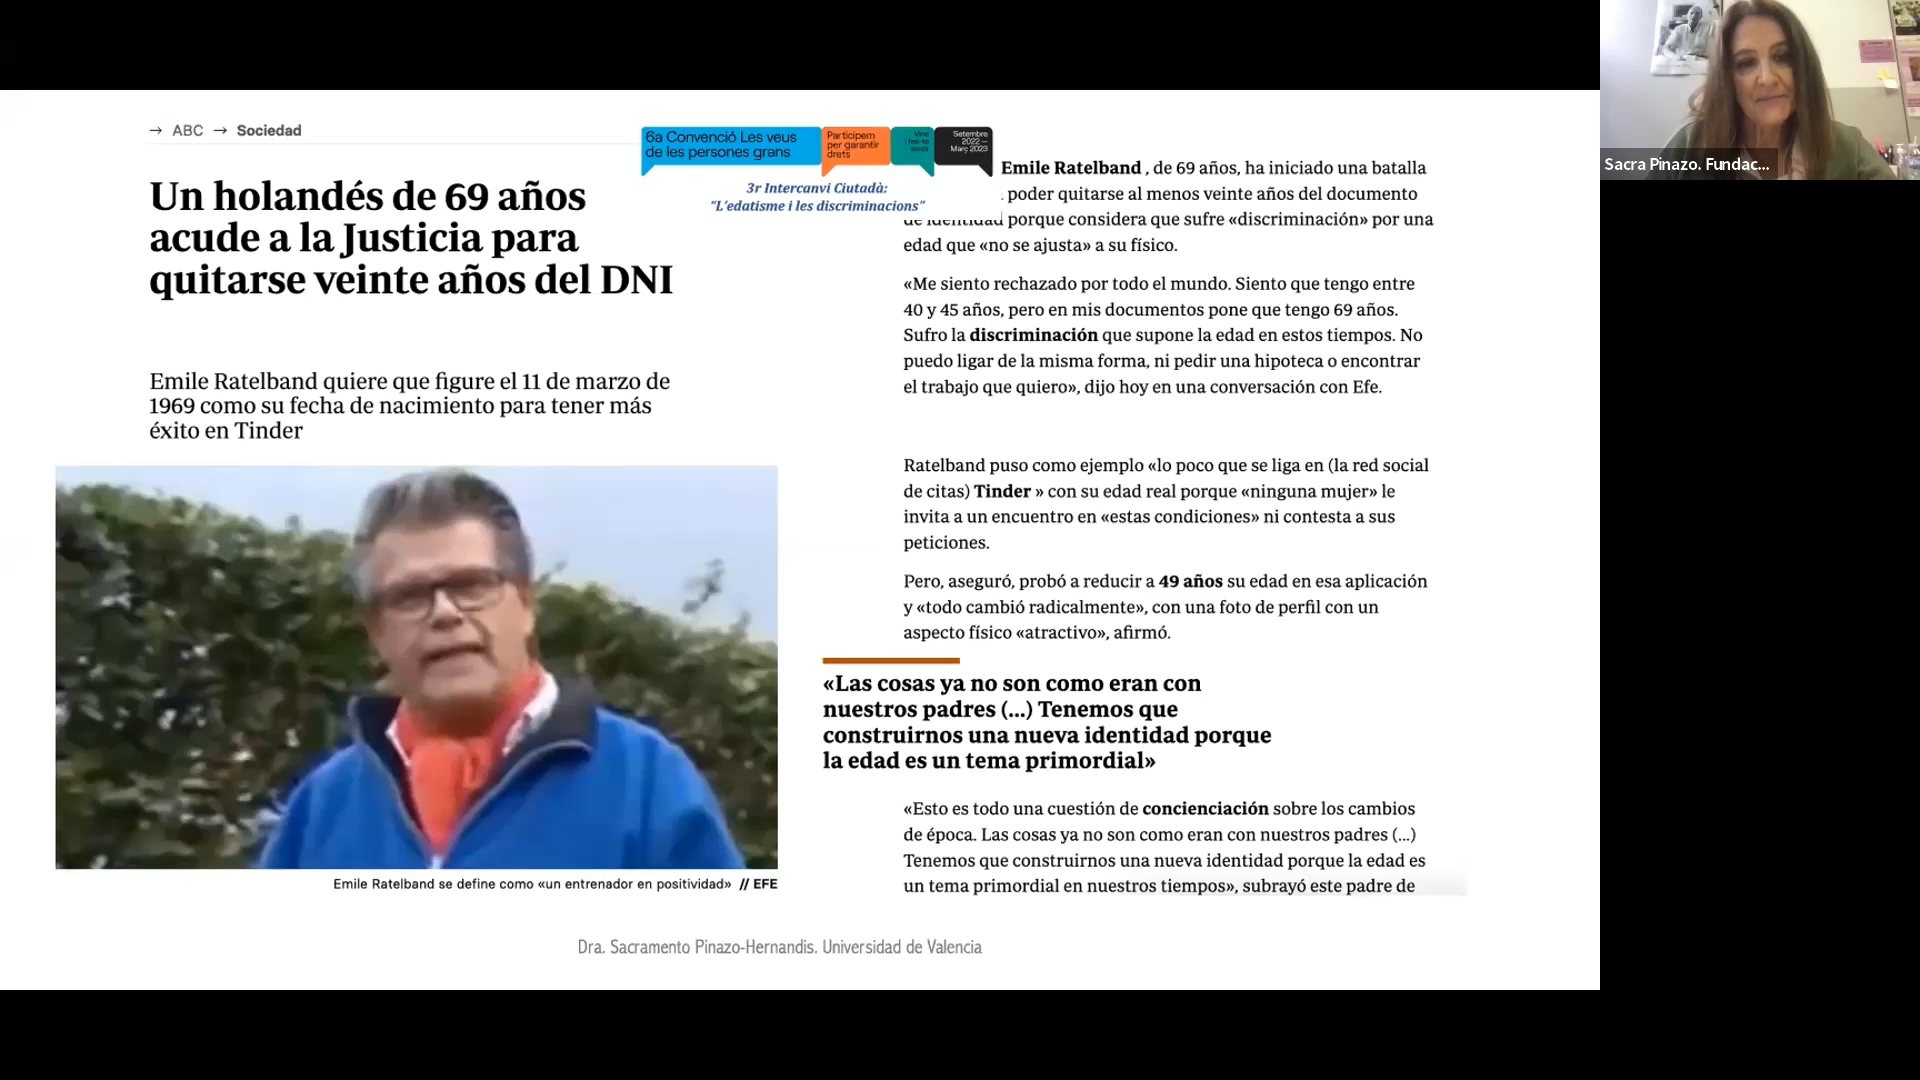 → ABC → Sociedad
Un holandés de 69 años
acude a la Justicia para
quitarse veinte años del DNI
Emile Ratelband quiere que figure el 11 de marzo de
1969 como su fecha de nacimiento para tener más
éxito en Tinder
Emile Ratelband se define como «un entrenador en positividad» // EFE
6a Convenció Les veus
de les persones grans
Participem
per garantir
drets
Setembre
2022 –
Març 2023
3r Intercanvi Ciutadà:
"L'edatisme i les discriminacions"
Emile Ratelband , de 69 años, ha iniciado una batalla
poder quitarse al menos veinte años del documento
de identidad porque considera que sufre «discriminación» por una
edad que «no se ajusta» a su físico.
«Me siento rechazado por todo el mundo. Siento que tengo entre
40 y 45 años, pero en mis documentos pone que tengo 69 años.
Sufro la discriminación que supone la edad en estos tiempos. No
puedo ligar de la misma forma, ni pedir una hipoteca o encontrar
el trabajo que quiero», dijo hoy en una conversación con Efe.
Ratelband puso como ejemplo «lo poco que se liga en (la red social
de citas) Tinder » con su edad real porque «ninguna mujer» le
invita a un encuentro en «estas condiciones» ni contesta a sus
peticiones.
Pero, aseguró, probó a reducir a 49 años su edad en esa aplicación
y «todo cambió radicalmente», con una foto de perfil con un
aspecto físico «atractivo», afirmó.
«Las cosas ya no son como eran con
nuestros padres (...) Tenemos que
construirnos una nueva identidad porque
la edad es un tema primordial»
«Esto es todo una cuestión de concienciación sobre los cambios
de época. Las cosas ya no son como eran con nuestros padres (...)
Tenemos que construirnos una nueva identidad porque la edad es
un tema primordial en nuestros tiempos», subrayó este padre de
Dra. Sacramento Pinazo-Hernandis. Universidad de Valencia
Sacra Pinazo. Fundac...